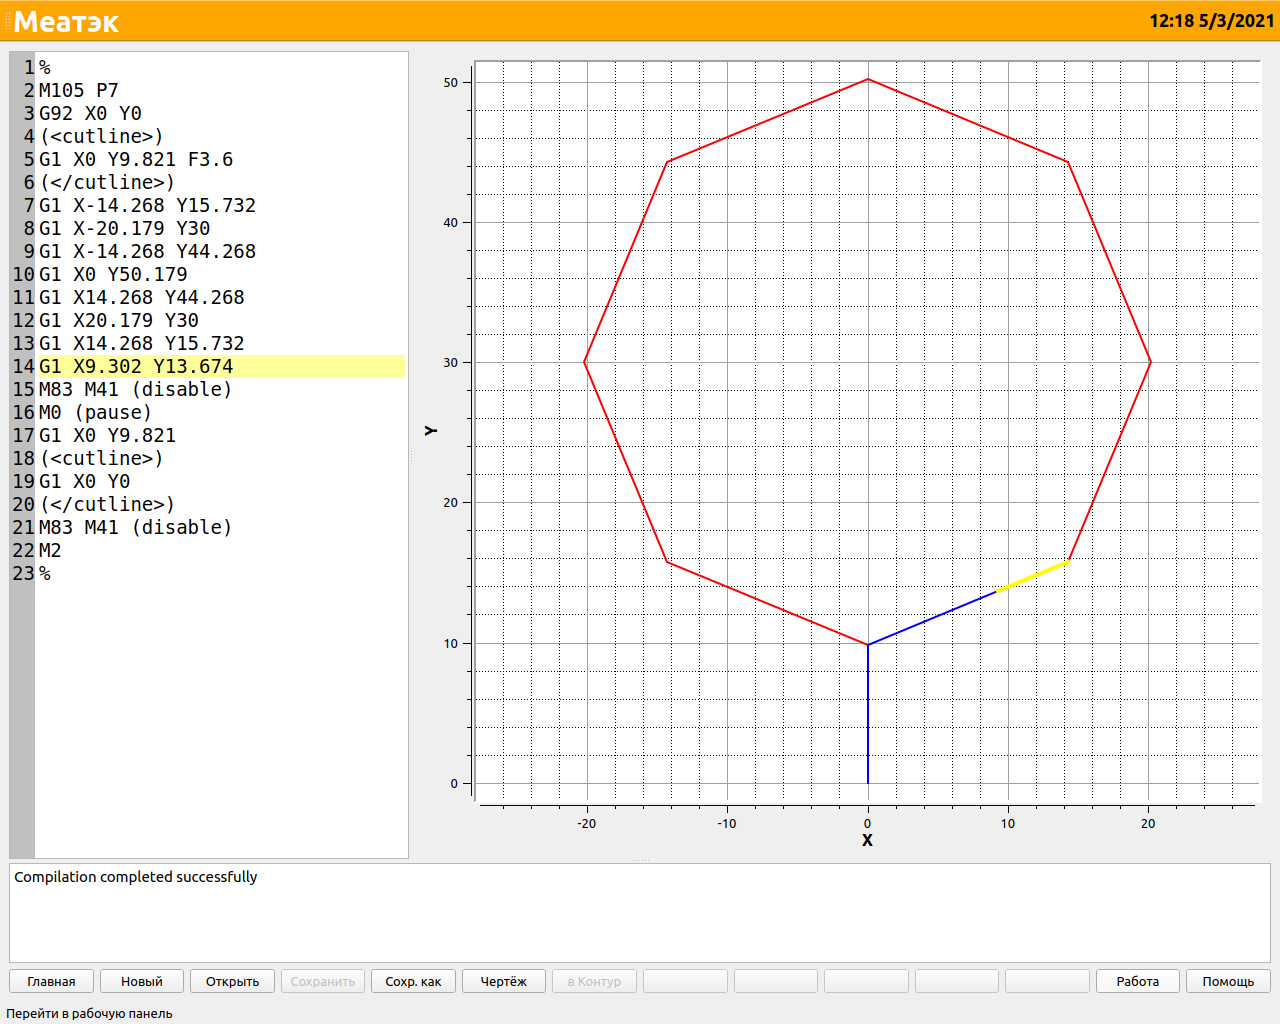 Меатэк
12:18 5/3/2021
1 %
2 M105 P7
3 G92 X0 Y0
4 (<cutline>)
5 G1 X0 Y9.821 F3.6
6 (</cutline>)
7 G1 X-14.268 Y15.732
8 G1 X-20.179 Y30
9 G1 X-14.268 Y44.268
10 G1 X0 Y50.179
11 G1 X14.268 Y44.268
12 G1 X20.179 Y30
13 G1 X14.268 Y15.732
14 G1 X9.302 Y13.674
15 M83 M41 (disable)
16 M0 (pause)
17 G1 X0 Y9.821
18 (<cutline>)
19 G1 X0 Y0
20 (</cutline>)
21 M83 M41 (disable)
22 M2
23 %
50
40
30
Y
20
10
0
-20 -10 0 10 20
X
Compilation completed successfully
Главная Новый Открыть Сохранить Сохр. как Чертёж в Контур Работа Помощь
Перейти в рабочую панель